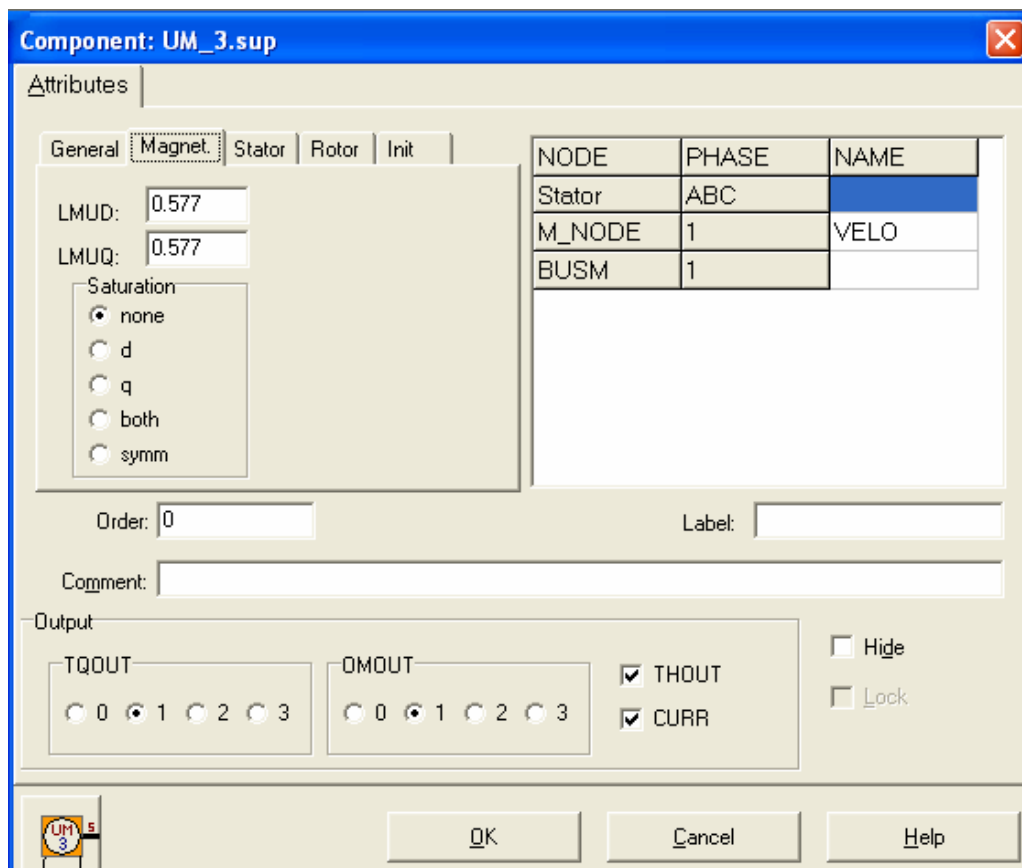 Component: UM_3.sup
Attributes
General Magnet. Stator Rotor Init
LMUD: 0.577
LMUQ: 0.577
Saturation
none
d
q
both
symm
NODE PHASE NAME
Stator ABC
M_NODE 1 VELO
BUSM 1
Order: 0
Label:
Comment:
Output
TQOUT
0 1 2 3
OMOUT
0 1 2 3
THOUT
CURR
Hide
Lock
UM S
3
OK Cancel Help